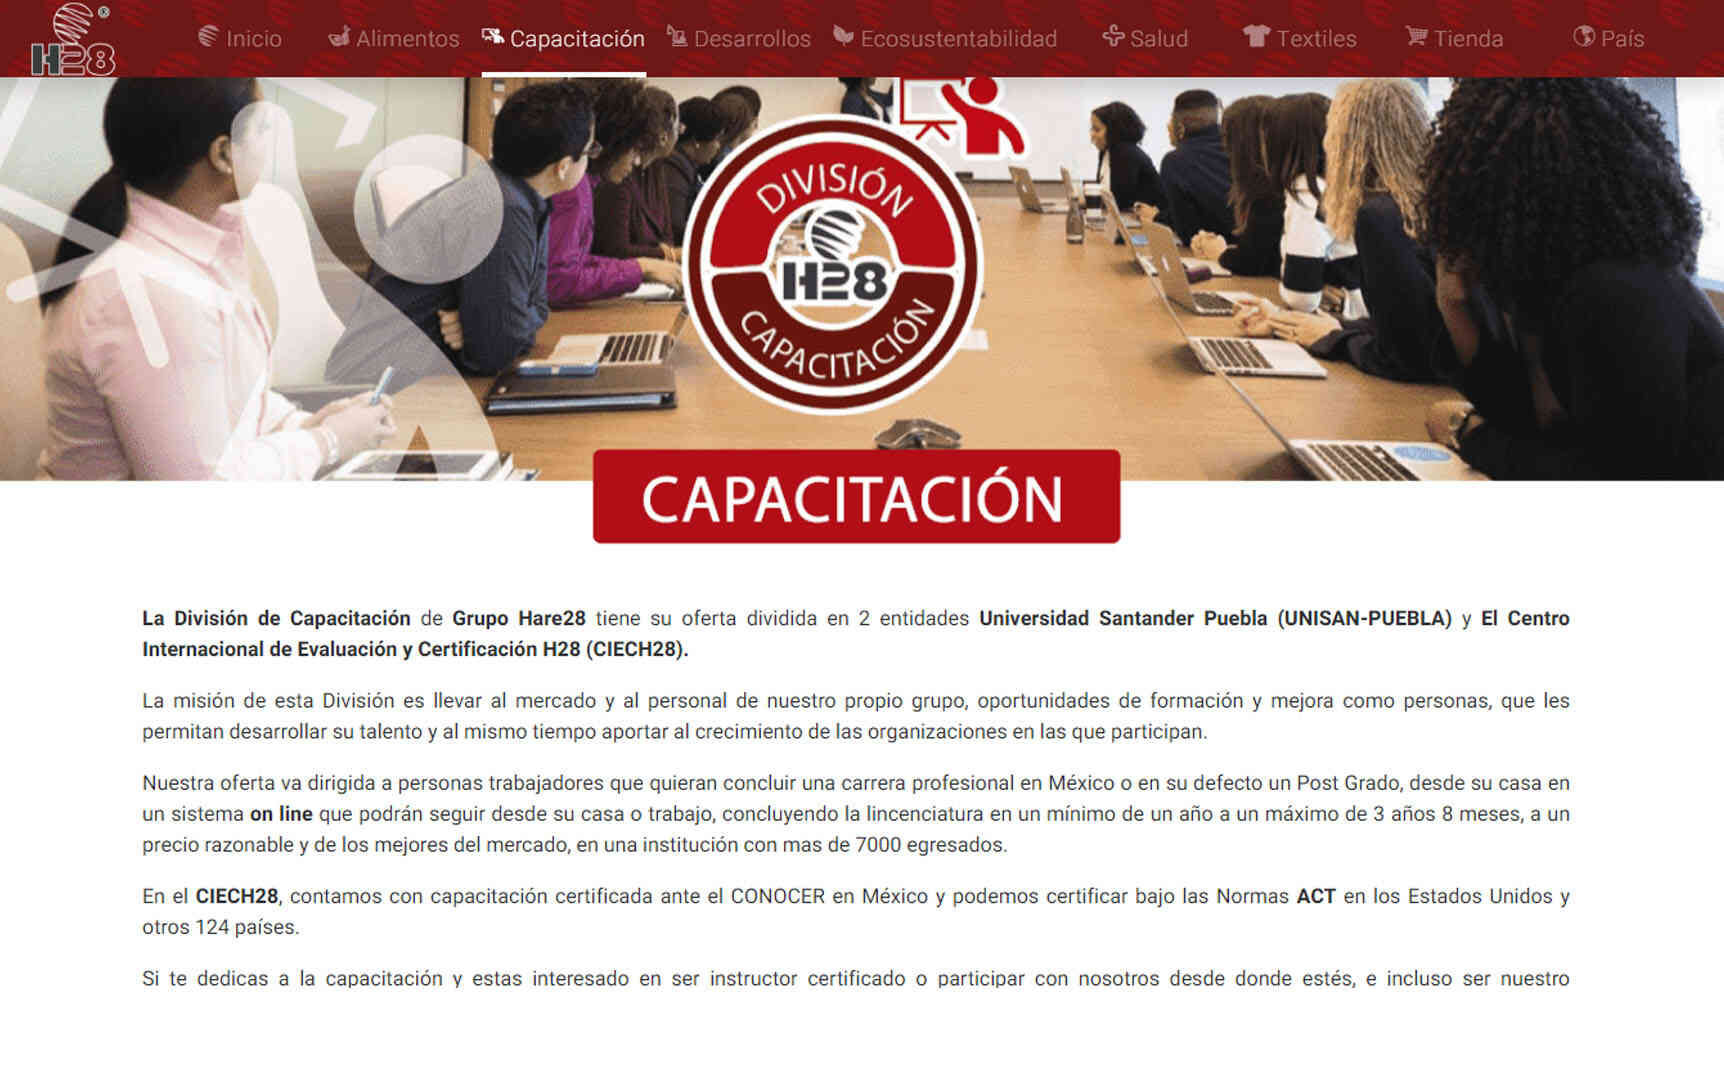 H28 ®
Inicio Alimentos Capacitación Desarrollos Ecosustentabilidad Salud Textiles Tienda País
DIVISIÓN
H28
CAPACITACIÓN
CAPACITACIÓN
La División de Capacitación de Grupo Hare28 tiene su oferta dividida en 2 entidades Universidad Santander Puebla (UNISAN-PUEBLA) y El Centro
Internacional de Evaluación y Certificación H28 (CIECH28).
La misión de esta División es llevar al mercado y al personal de nuestro propio grupo, oportunidades de formación y mejora como personas, que les
permitan desarrollar su talento y al mismo tiempo aportar al crecimiento de las organizaciones en las que participan.
Nuestra oferta va dirigida a personas trabajadores que quieran concluir una carrera profesional en México o en su defecto un Post Grado, desde su casa en
un sistema on line que podrán seguir desde su casa o trabajo, concluyendo la lincenciatura en un mínimo de un año a un máximo de 3 años 8 meses, a un
precio razonable y de los mejores del mercado, en una institución con mas de 7000 egresados.
En el CIECH28, contamos con capacitación certificada ante el CONOCER en México y podemos certificar bajo las Normas ACT en los Estados Unidos y
otros 124 países.
Si te dedicas a la capacitación y estas interesado en ser instructor certificado o participar con nosotros desde donde estés, e incluso ser nuestro